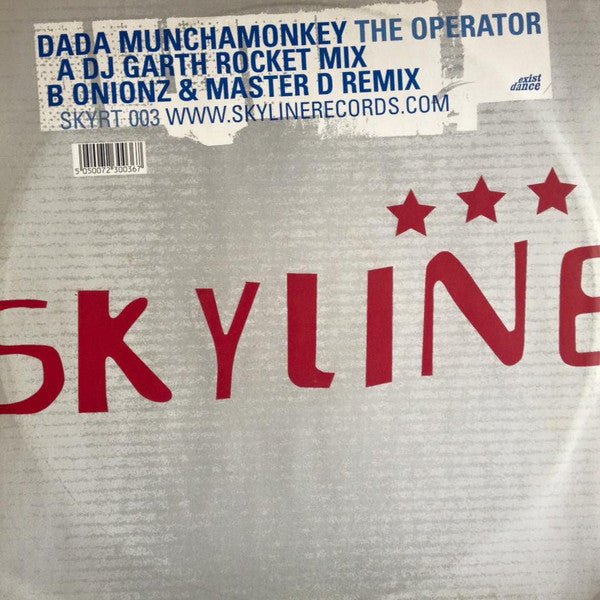 DADA MUNCHAMONKEY THE OPERATOR
A DJ GARTH ROCKET MIX
B ONIONZ & MASTER D REMIX
SKYRT 003 WWW.SKYLINERECORDS.COM
exist
dance
5 050072 300367
SKYLINE